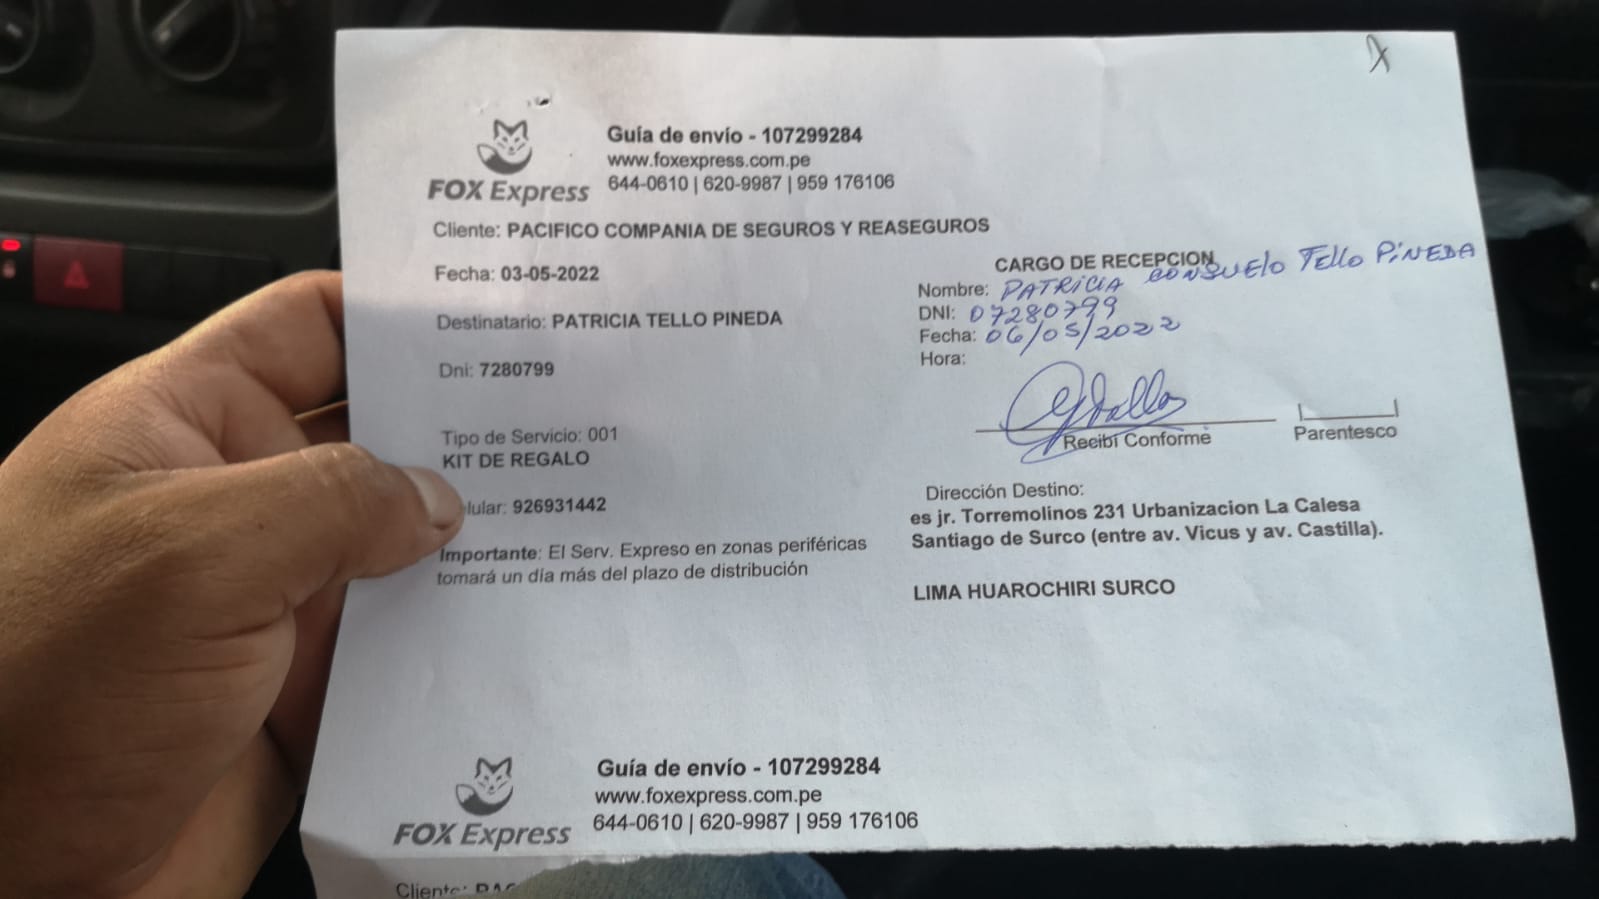 Guía de envío - 107299284
www.foxexpress.com.pe
FOX Express
644-0610 | 620-9987 | 959 176106
Cliente: PACIFICO COMPANIA DE SEGUROS Y REASEGUROS
Fecha: 03-05-2022
Destinatario: PATRICIA TELLO PINEDA
Dni: 7280799
Tipo de Servicio: 001
KIT DE REGALO
lular: 926931442
Importante: El Serv. Expreso en zonas periféricas
tomará un día más del plazo de distribución
CARGO DE RECEPCION
Nombre: PATRICIA CONSUELO TELLO PINEDA
DNI: 07280799
Fecha: 06/05/2022
Hora:
Recibí Conforme
Parentesco
Dirección Destino:
es jr. Torremolinos 231 Urbanizacion La Calesa
Santiago de Surco (entre av. Vicus y av. Castilla).
LIMA HUAROCHIRI SURCO
Guía de envío - 107299284
www.foxexpress.com.pe
FOX Express
644-0610 | 620-9987 | 959 176106
Cliente: